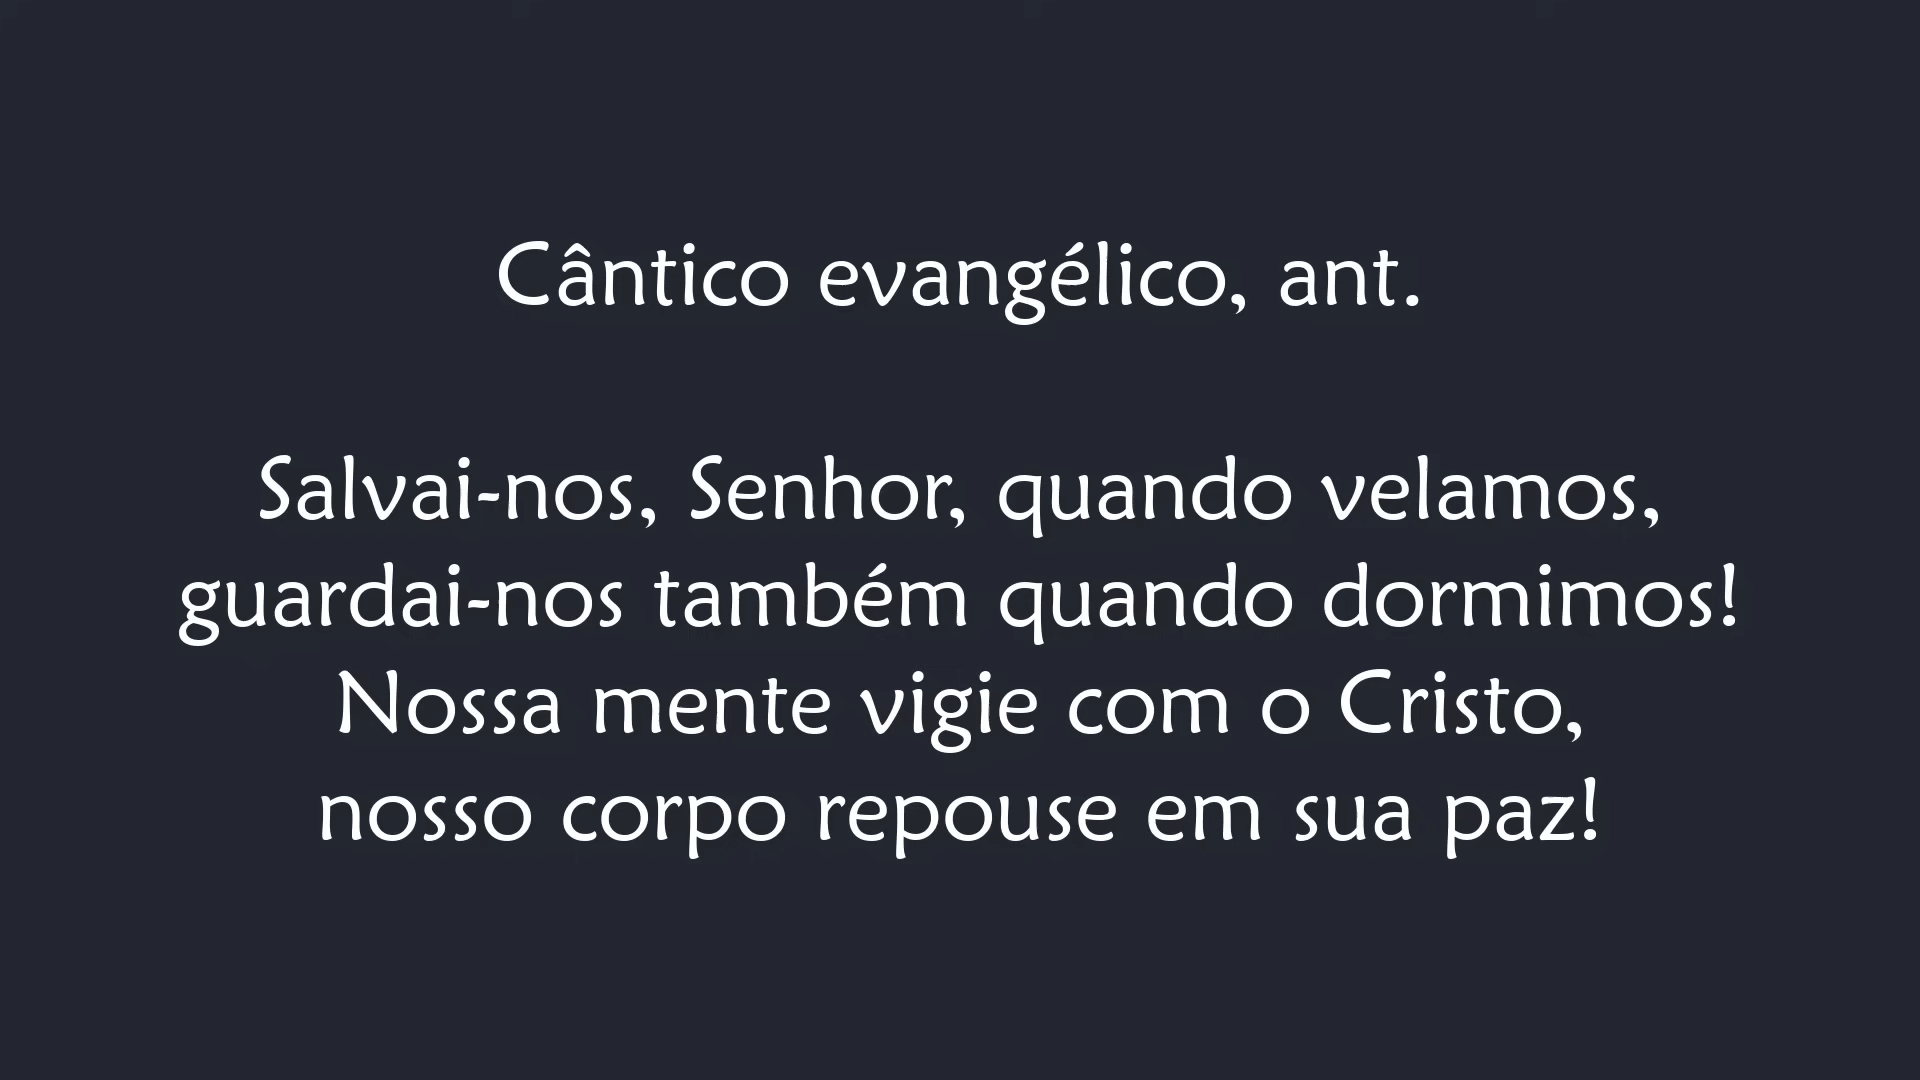 Cântico evangélico, ant.
Salvai-nos, Senhor, quando velamos,
guardai-nos também quando dormimos!
Nossa mente vigie com o Cristo,
nosso corpo repouse em sua paz!